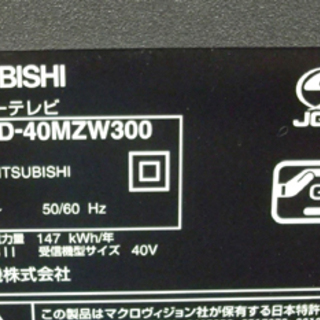 BISHI
ーテレビ
D-40MZW300
ITSUBISHI
50/60 Hz
力量 147 kWh/年
受信機型サイズ 40V
機株式会社
この製品はマクロヴィジョン社が保有する日本特許